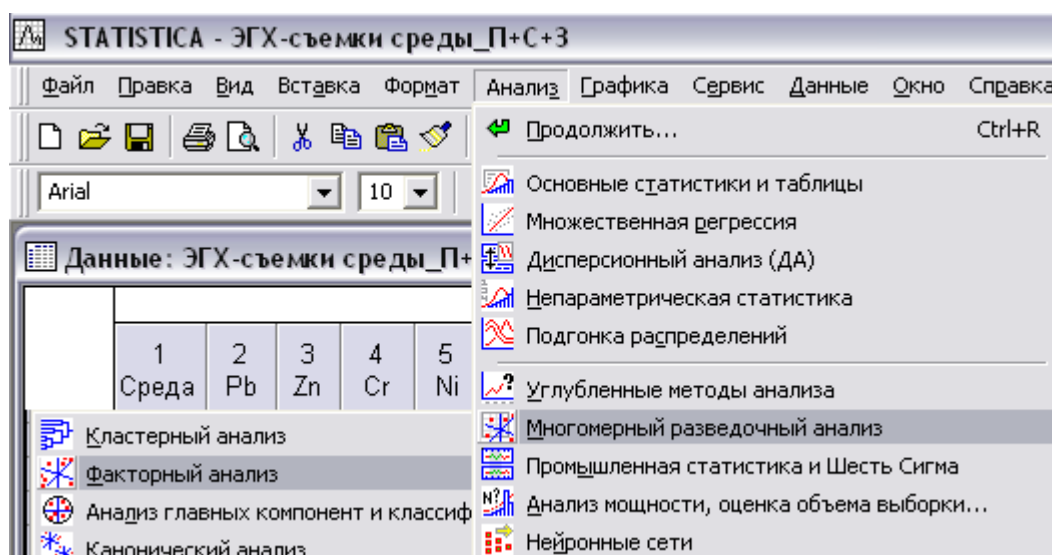 STATISTICA - ЭГХ-съемки среды_П+С+З
Файл Правка Вид Вставка Формат Анализ Графика Сервис Данные Окно Справка
Продолжить... Ctrl+R
Arial 10
Основные статистики и таблицы
Множественная регрессия
Данные: ЭГХ-съемки среды_П+
Дисперсионный анализ (ДА)
Непараметрическая статистика
Подгонка распределений
1 2 3 4 5
Среда Pb Zn Cr Ni
Углубленные методы анализа
Многомерный разведочный анализ
Кластерный анализ
Факторный анализ
Анализ главных компонент и классиф
Канонический анализ
Промышленная статистика и Шесть Сигма
Анализ мощности, оценка объема выборки...
Нейронные сети